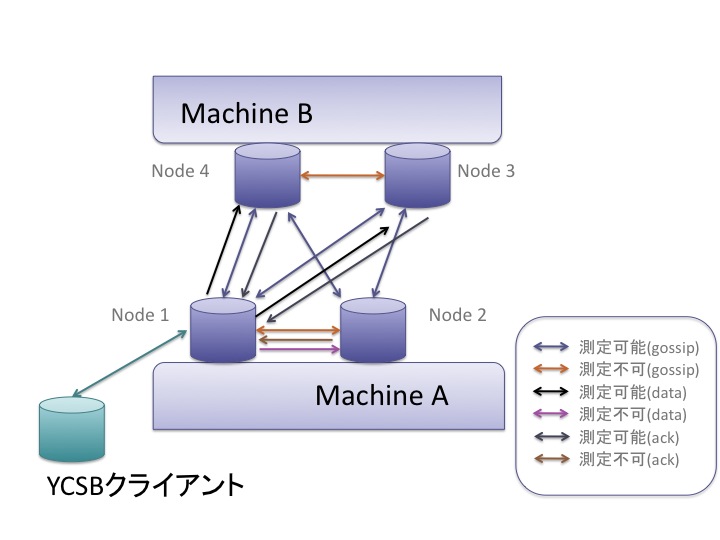 Machine B
Node 4
Node 3
Node 1
Node 2
Machine A
YCSBクライアント
測定可能(gossip)
測定不可(gossip)
測定可能(data)
測定不可(data)
測定可能(ack)
測定不可(ack)